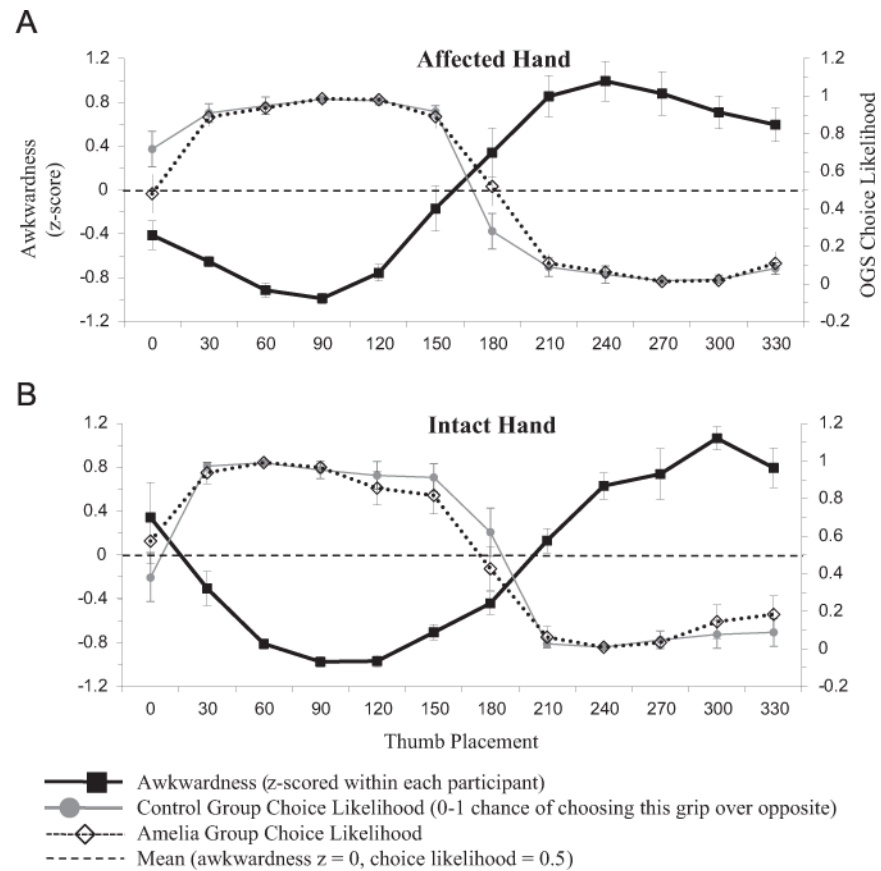 A
Affected Hand
Awkwardness
(z-score)
1.2
0.8
0.4
0
-0.4
-0.8
-1.2
1.2
1
0.8
0.6
0.4
0.2
0
-0.2
OGS Choice Likelihood
0 30 60 90 120 150 180 210 240 270 300 330
B
Intact Hand
1.2
0.8
0.4
0
-0.4
-0.8
-1.2
1.2
1
0.8
0.6
0.4
0.2
0
-0.2
0 30 60 90 120 150 180 210 240 270 300 330
Thumb Placement
Awkwardness (z-scored within each participant)
Control Group Choice Likelihood (0-1 chance of choosing this grip over opposite)
Amelia Group Choice Likelihood
Mean (awkwardness z = 0, choice likelihood = 0.5)